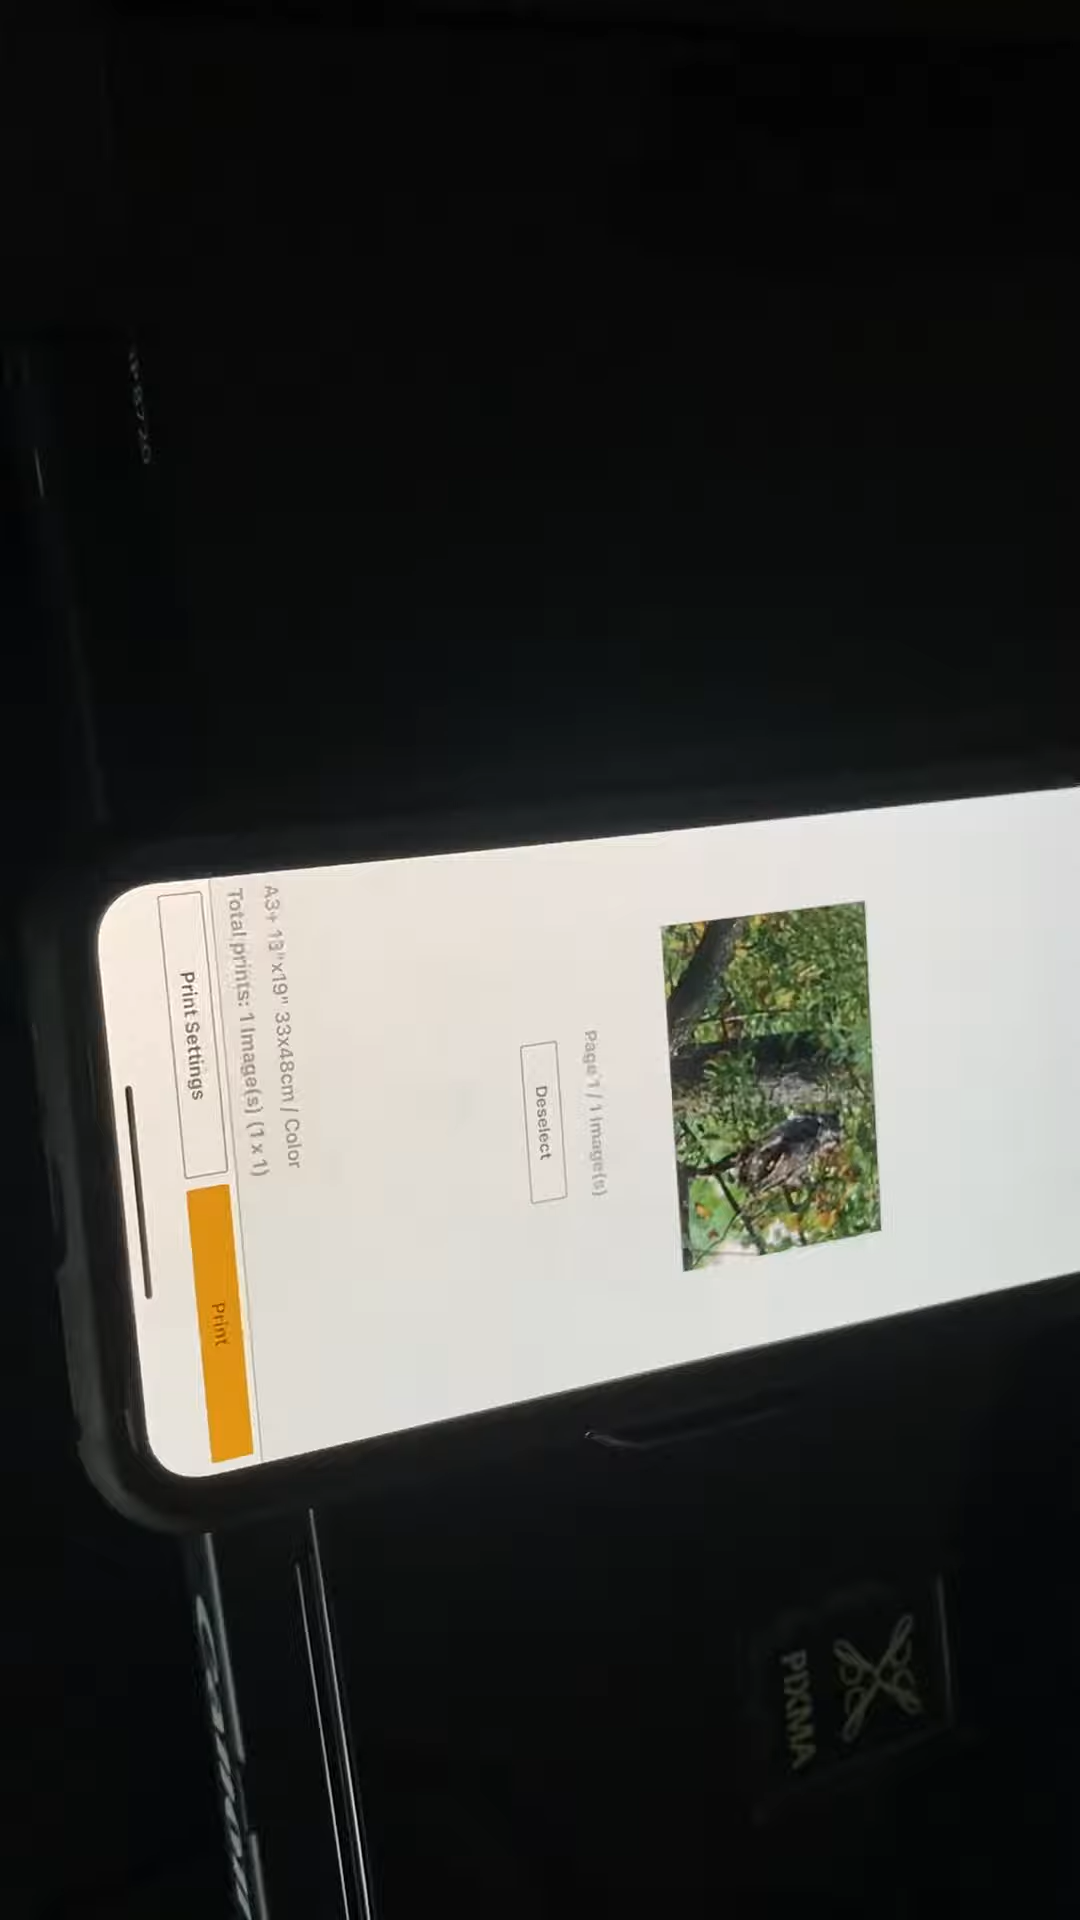 Page 1 / 1 Image(s)
Deselect
A3+ 13"x19" 33x48cm / Color
Total prints: 1 Image(s) (1 x 1)
Print Settings
Print
Canon
PIXMA